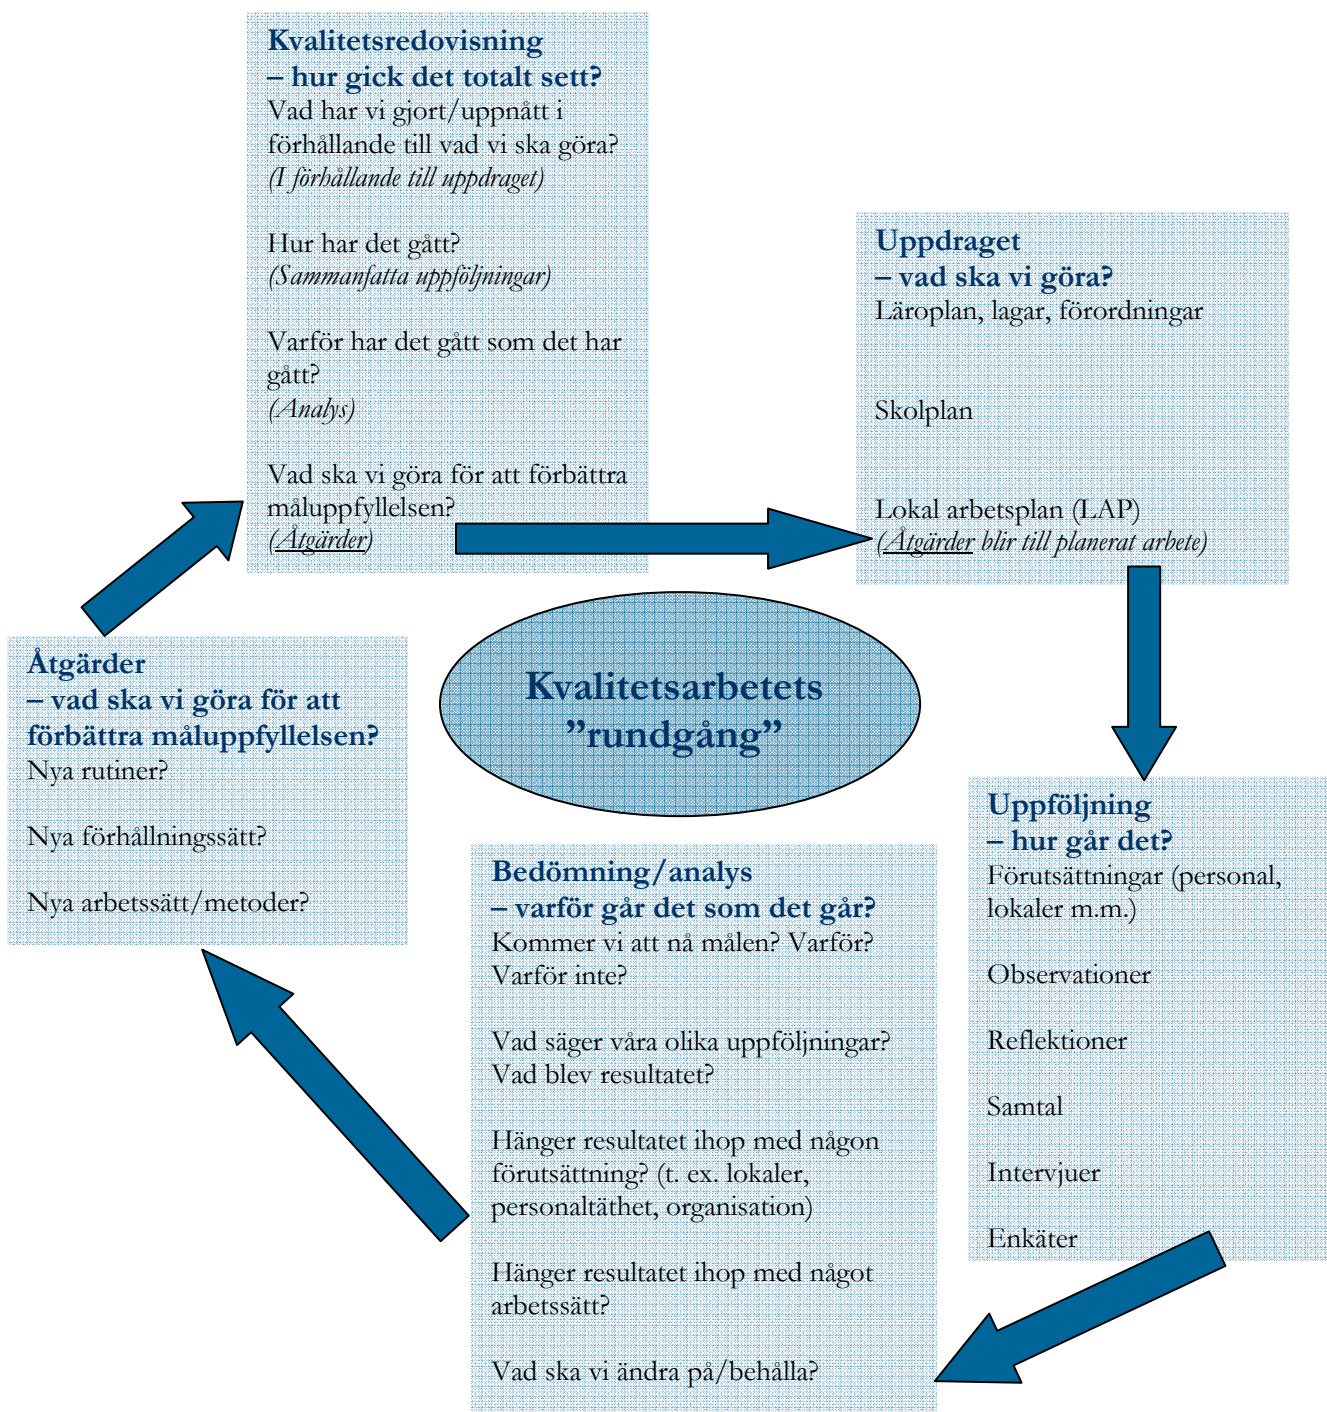 Kvalitetsredovisning
– hur gick det totalt sett?
Vad har vi gjort/uppnått i
förhållande till vad vi ska göra?
(I förhållande till uppdraget)
Hur har det gått?
(Sammanfatta uppföljningar)
Varför har det gått som det har
gått?
(Analys)
Vad ska vi göra för att förbättra
måluppfyllelsen?
(Åtgärder)
Uppdraget
– vad ska vi göra?
Läroplan, lagar, förordningar
Skolplan
Lokal arbetsplan (LAP)
(Åtgärder blir till planerat arbete)
Kvalitetsarbetets
”rundgång”
Uppföljning
– hur går det?
Förutsättningar (personal,
lokaler m.m.)
Observationer
Reflektioner
Samtal
Intervjuer
Enkäter
Bedömning/analys
– varför går det som det går?
Kommer vi att nå målen? Varför?
Varför inte?
Vad säger våra olika uppföljningar?
Vad blev resultatet?
Hänger resultatet ihop med någon
förutsättning? (t. ex. lokaler,
personaltäthet, organisation)
Hänger resultatet ihop med något
arbetssätt?
Vad ska vi ändra på/behålla?
Åtgärder
– vad ska vi göra för att
förbättra måluppfyllelsen?
Nya rutiner?
Nya förhållningssätt?
Nya arbetssätt/metoder?